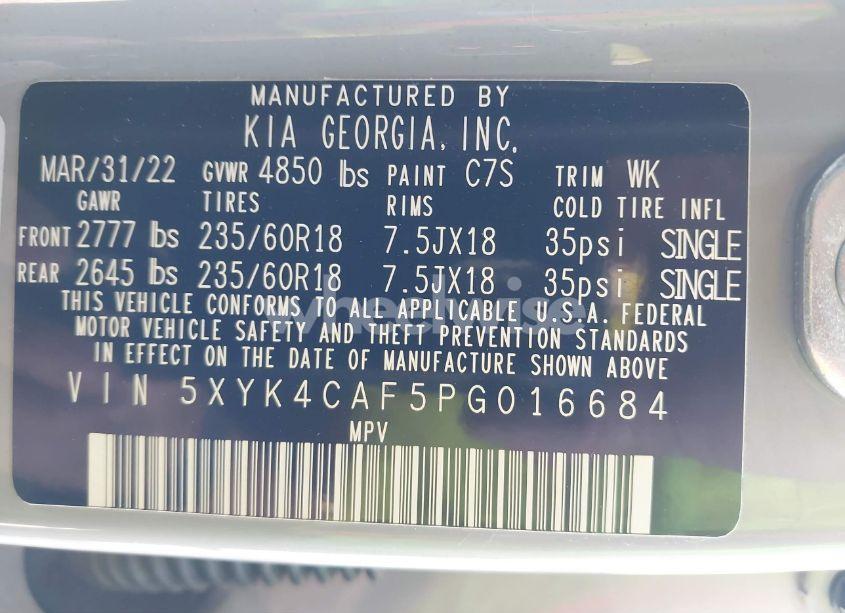 MANUFACTURED BY
KIA GEORGIA, INC.
MAR/31/22 GVWR 4850 lbs PAINT C7S TRIM WK
GAWR TIRES RIMS COLD TIRE INFL
FRONT 2777 lbs 235/60R18 7.5JX18 35psi SINGLE
REAR 2645 lbs 235/60R18 7.5JX18 35psi SINGLE
THIS VEHICLE CONFORMS TO ALL APPLICABLE U.S.A. FEDERAL
MOTOR VEHICLE SAFETY AND THEFT PREVENTION STANDARDS
IN EFFECT ON THE DATE OF MANUFACTURE SHOWN ABOVE
VIN 5XYK4CAF5PG016684
MPV